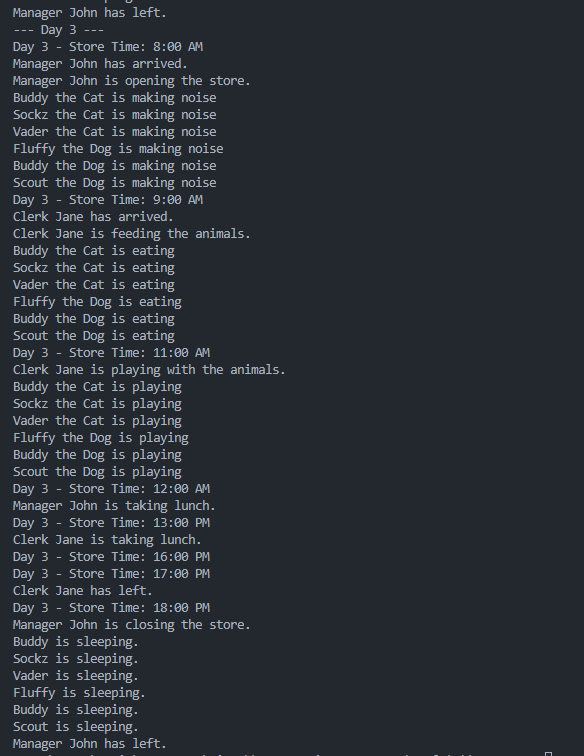 Manager John has left.
--- Day 3 ---
Day 3 - Store Time: 8:00 AM
Manager John has arrived.
Manager John is opening the store.
Buddy the Cat is making noise
Sockz the Cat is making noise
Vader the Cat is making noise
Fluffy the Dog is making noise
Buddy the Dog is making noise
Scout the Dog is making noise
Day 3 - Store Time: 9:00 AM
Clerk Jane has arrived.
Clerk Jane is feeding the animals.
Buddy the Cat is eating
Sockz the Cat is eating
Vader the Cat is eating
Fluffy the Dog is eating
Buddy the Dog is eating
Scout the Dog is eating
Day 3 - Store Time: 11:00 AM
Clerk Jane is playing with the animals.
Buddy the Cat is playing
Sockz the Cat is playing
Vader the Cat is playing
Fluffy the Dog is playing
Buddy the Dog is playing
Scout the Dog is playing
Day 3 - Store Time: 12:00 AM
Manager John is taking lunch.
Day 3 - Store Time: 13:00 PM
Clerk Jane is taking lunch.
Day 3 - Store Time: 16:00 PM
Day 3 - Store Time: 17:00 PM
Clerk Jane has left.
Day 3 - Store Time: 18:00 PM
Manager John is closing the store.
Buddy is sleeping.
Sockz is sleeping.
Vader is sleeping.
Fluffy is sleeping.
Buddy is sleeping.
Scout is sleeping.
Manager John has left.